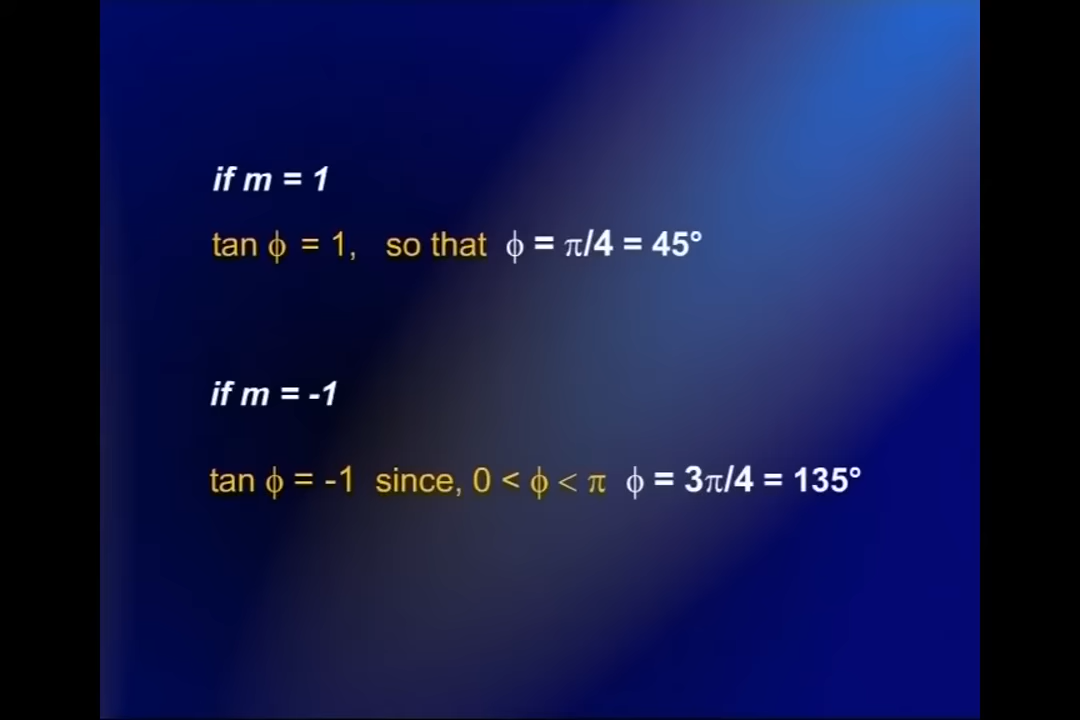 if m = 1
tan ϕ = 1, so that ϕ = π/4 = 45°
if m = -1
tan ϕ = -1 since, 0 < ϕ < π ϕ = 3π/4 = 135°